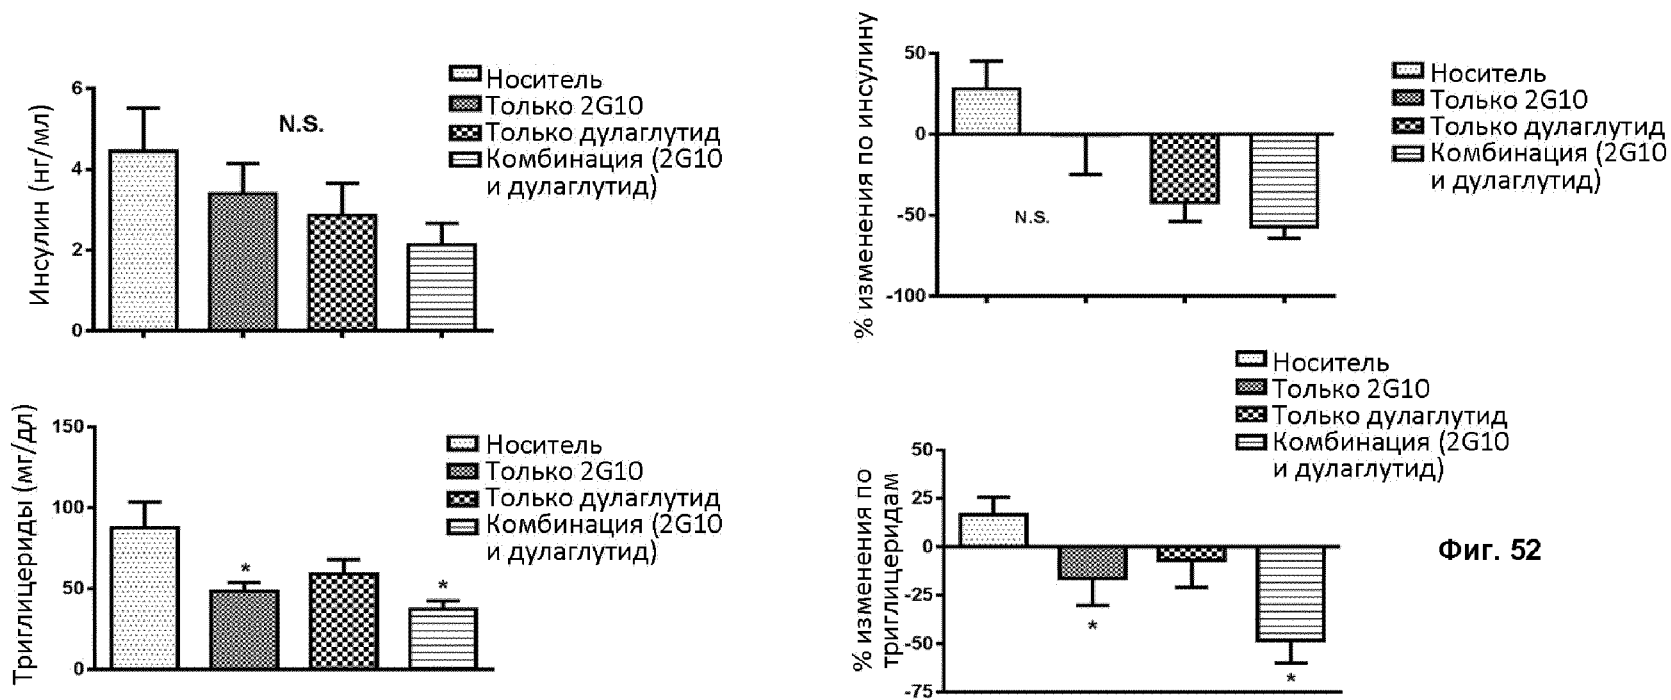 Инсулин (нг/мл)
6
4
2
0
N.S.
Носитель
Только 2G10
Только дулаглутид
Комбинация (2G10
и дулаглутид)
% изменения по инсулину
50
0
-50
-100
N.S.
Носитель
Только 2G10
Только дулаглутид
Комбинация (2G10
и дулаглутид)
Триглицериды (мг/дл)
150
100
50
0
*
*
Носитель
Только 2G10
Только дулаглутид
Комбинация (2G10
и дулаглутид)
% изменения по
триглицеридам
50
25
0
-25
-50
-75
*
*
Носитель
Только 2G10
Только дулаглутид
Комбинация (2G10
и дулаглутид)
Фиг. 52